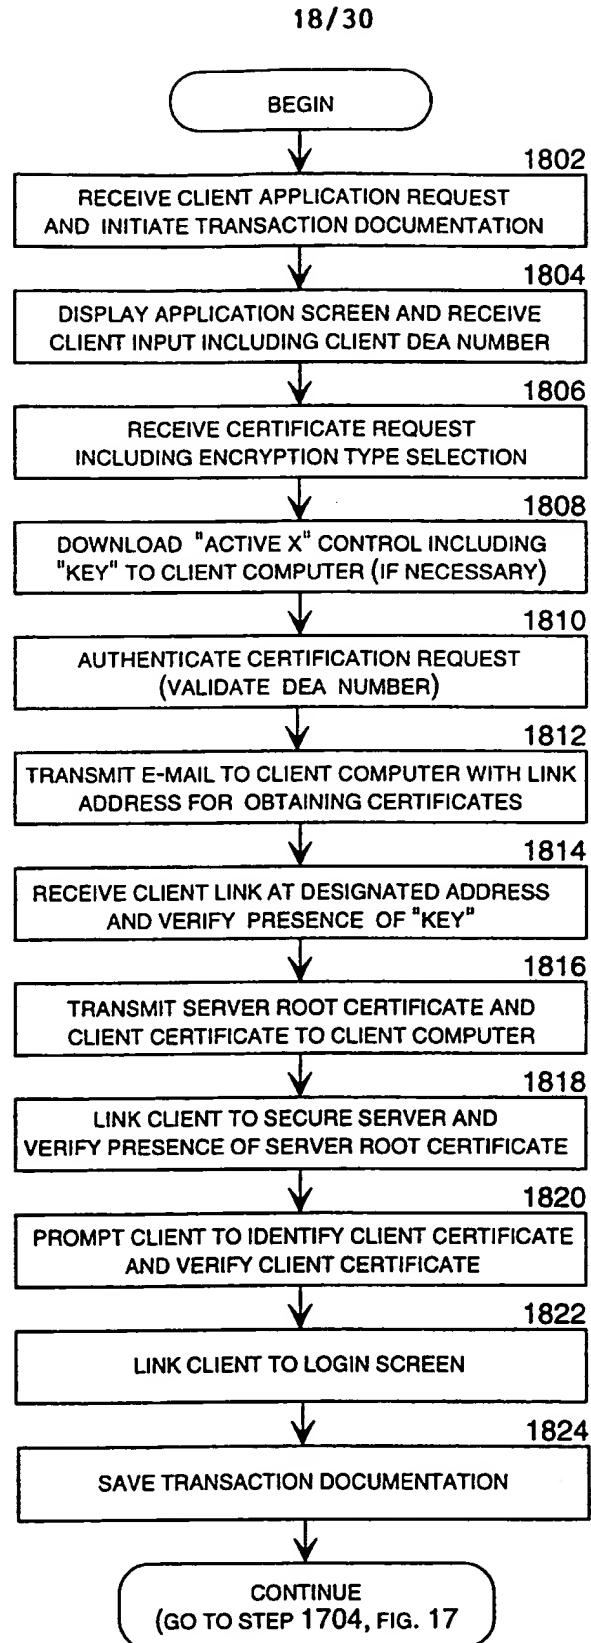 18/30
BEGIN
1802
RECEIVE CLIENT APPLICATION REQUEST
AND INITIATE TRANSACTION DOCUMENTATION
1804
DISPLAY APPLICATION SCREEN AND RECEIVE
CLIENT INPUT INCLUDING CLIENT DEA NUMBER
1806
RECEIVE CERTIFICATE REQUEST
INCLUDING ENCRYPTION TYPE SELECTION
1808
DOWNLOAD "ACTIVE X" CONTROL INCLUDING
"KEY" TO CLIENT COMPUTER (IF NECESSARY)
1810
AUTHENTICATE CERTIFICATION REQUEST
(VALIDATE DEA NUMBER)
1812
TRANSMIT E-MAIL TO CLIENT COMPUTER WITH LINK
ADDRESS FOR OBTAINING CERTIFICATES
1814
RECEIVE CLIENT LINK AT DESIGNATED ADDRESS
AND VERIFY PRESENCE OF "KEY"
1816
TRANSMIT SERVER ROOT CERTIFICATE AND
CLIENT CERTIFICATE TO CLIENT COMPUTER
1818
LINK CLIENT TO SECURE SERVER AND
VERIFY PRESENCE OF SERVER ROOT CERTIFICATE
1820
PROMPT CLIENT TO IDENTIFY CLIENT CERTIFICATE
AND VERIFY CLIENT CERTIFICATE
1822
LINK CLIENT TO LOGIN SCREEN
1824
SAVE TRANSACTION DOCUMENTATION
CONTINUE
(GO TO STEP 1704, FIG. 17